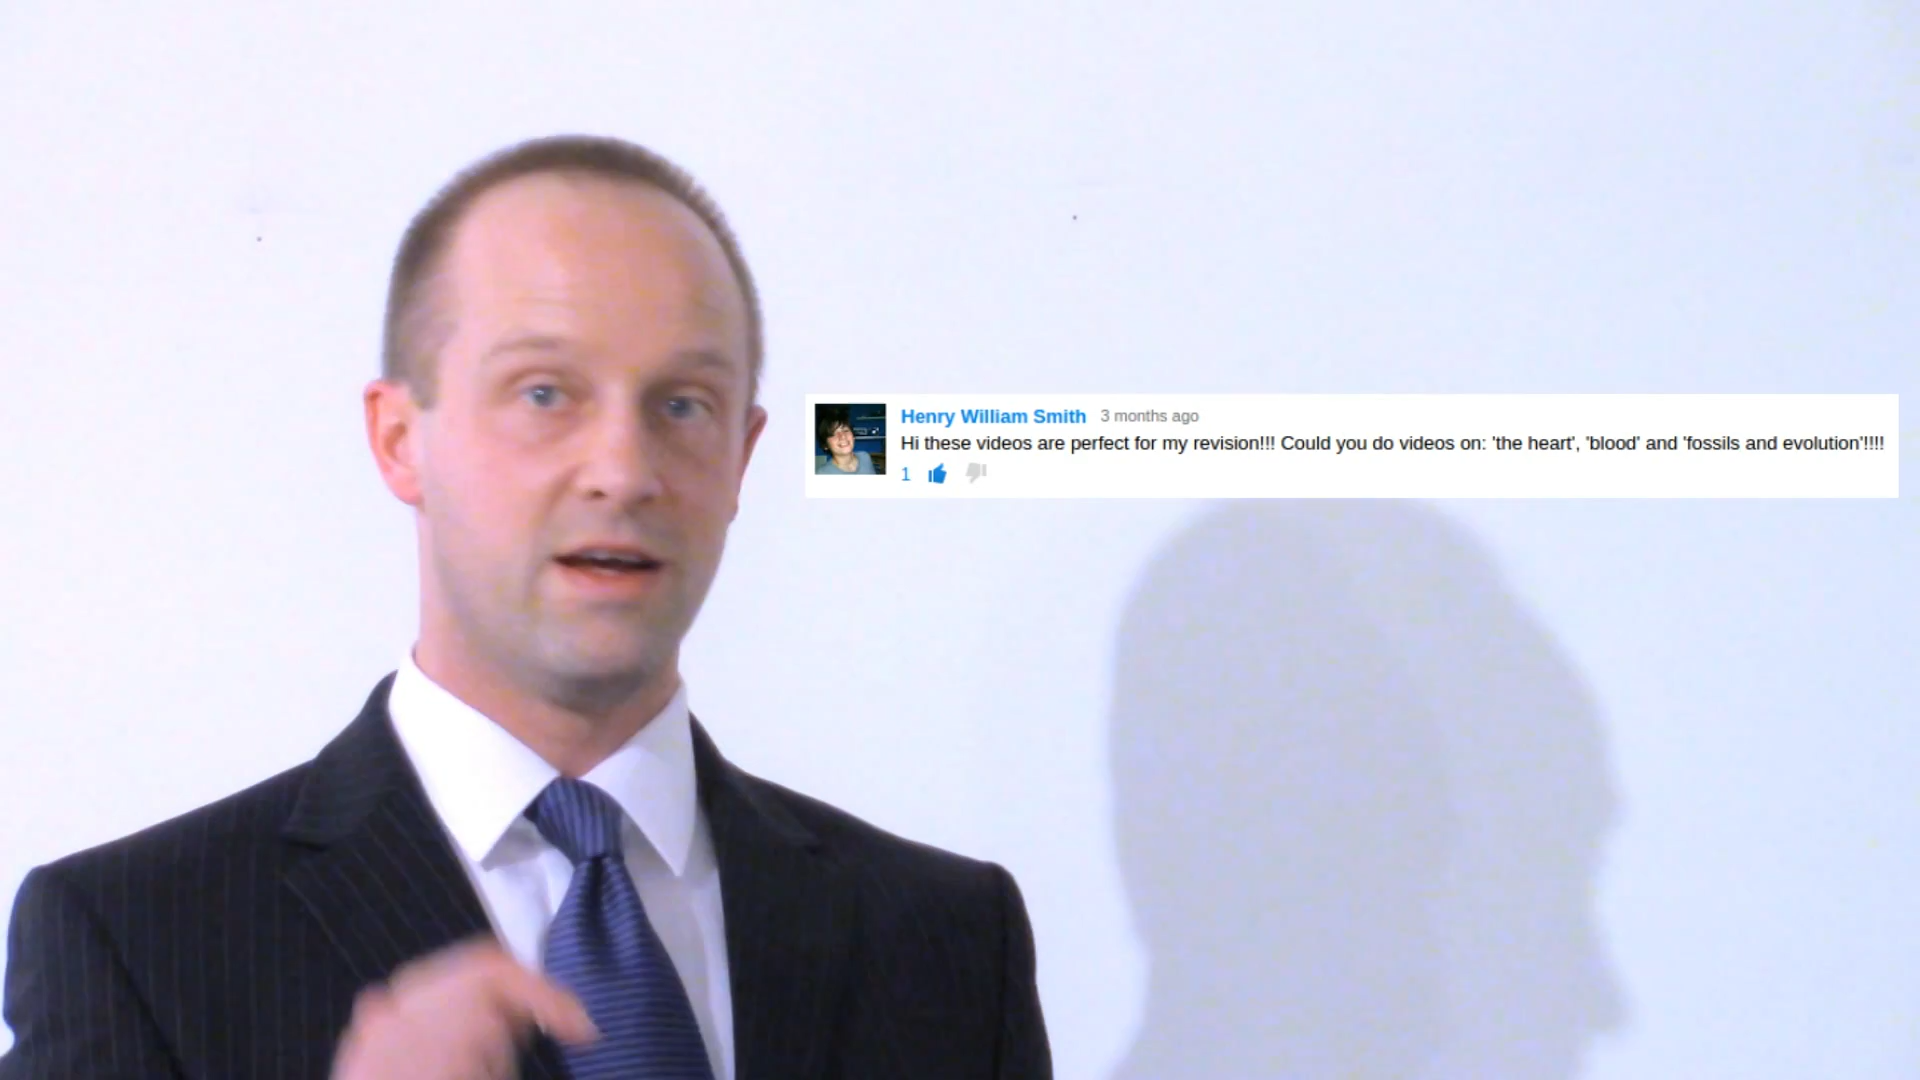 Henry William Smith 3 months ago
Hi these videos are perfect for my revision!!! Could you do videos on: 'the heart', 'blood' and 'fossils and evolution'!!!!
1